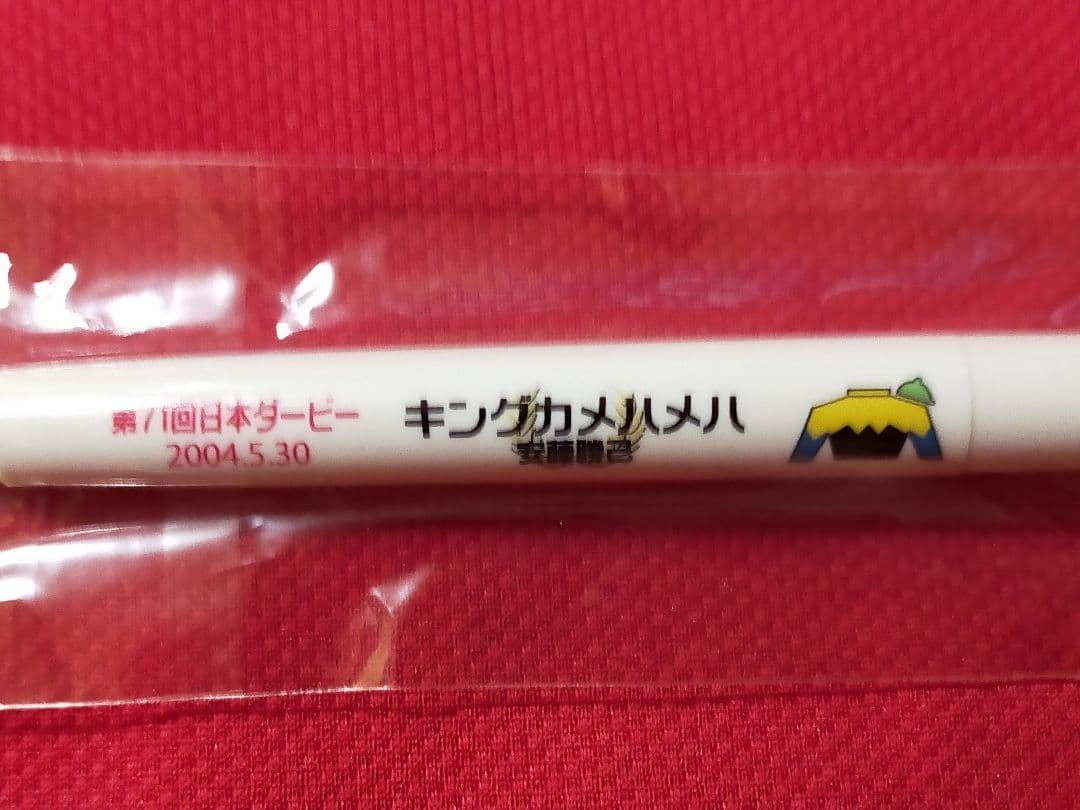 第71回日本ダービー
2004.5.30
キングカメハメハ
安藤勝己